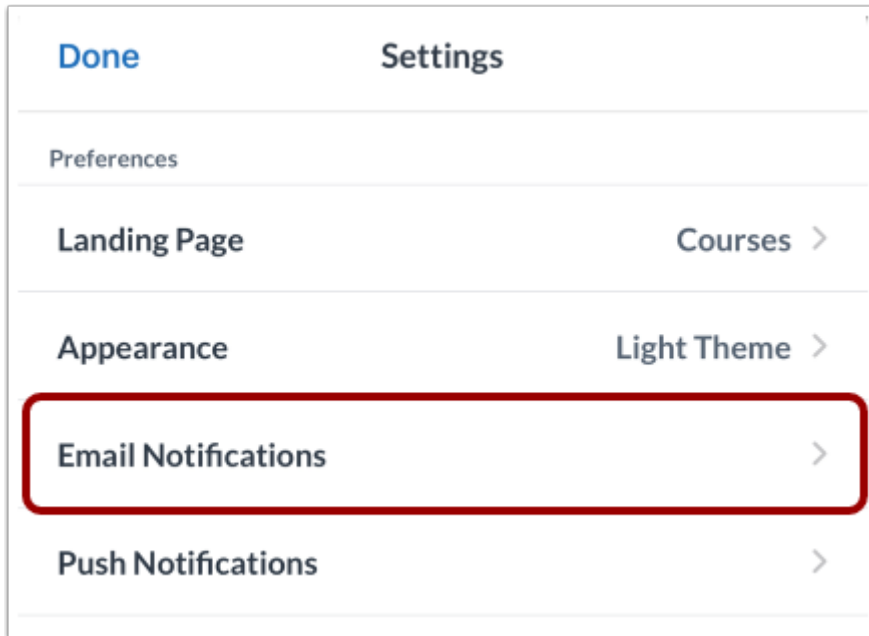 Done Settings
Preferences
Landing Page Courses
Appearance Light Theme
Email Notifications
Push Notifications